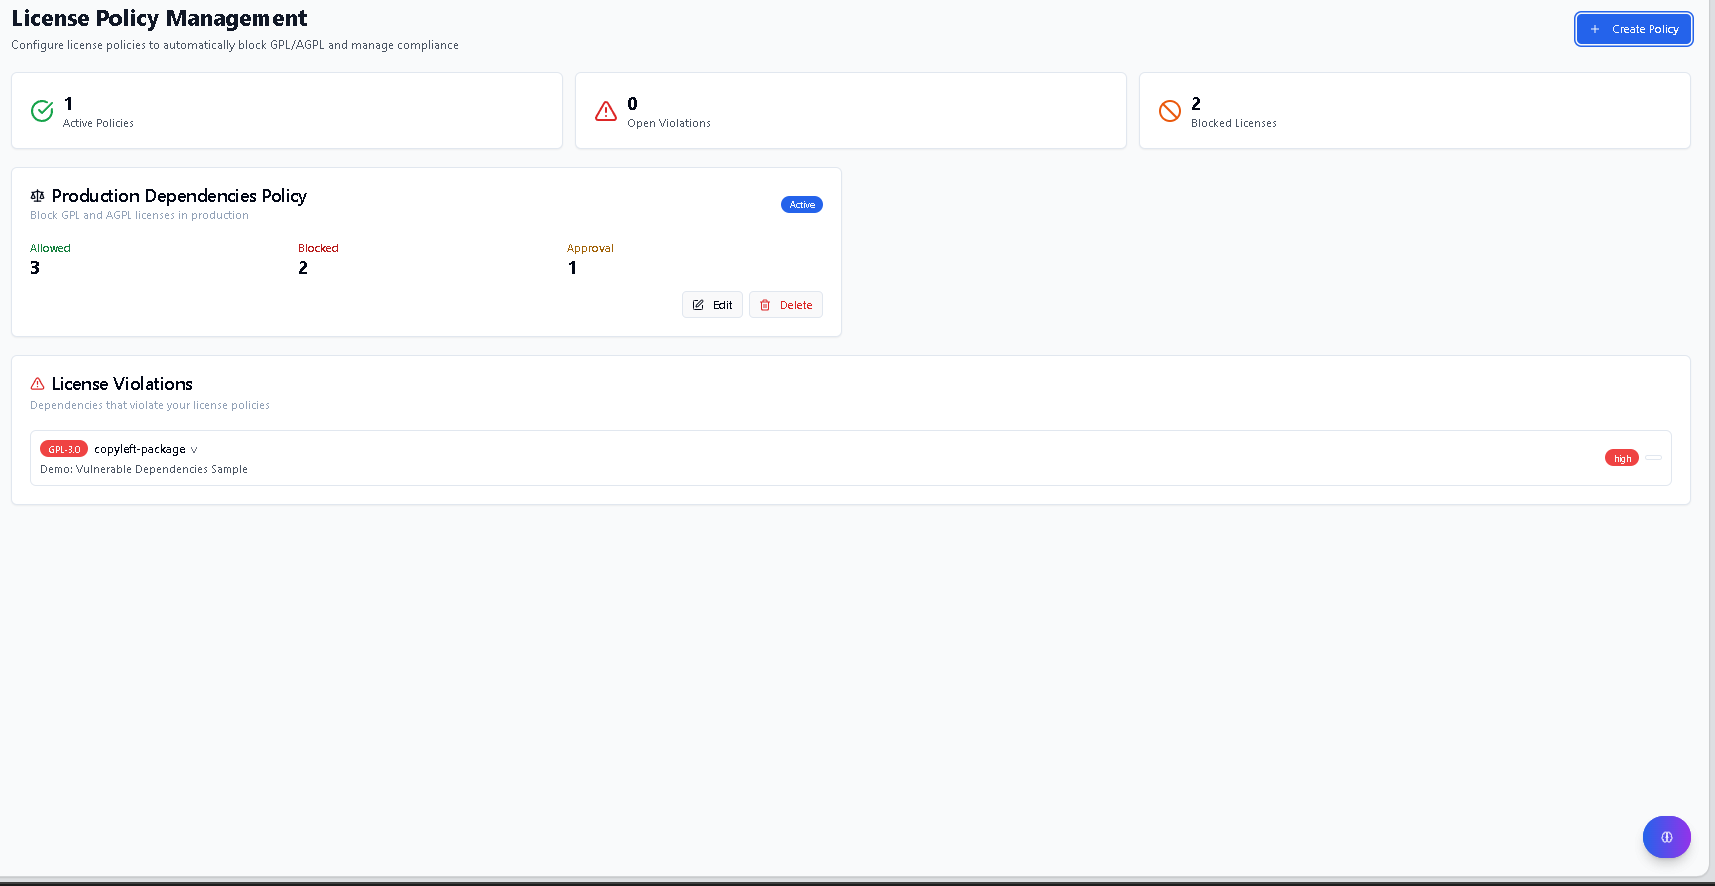 License Policy Management
Configure license policies to automatically block GPL/AGPL and manage compliance
Create Policy
1
Active Policies
0
Open Violations
2
Blocked Licenses
Production Dependencies Policy
Block GPL and AGPL licenses in production
Active
Allowed
3
Blocked
2
Approval
1
Edit
Delete
License Violations
Dependencies that violate your license policies
GPL-3.0 copyleft-package v
Demo: Vulnerable Dependencies Sample
high